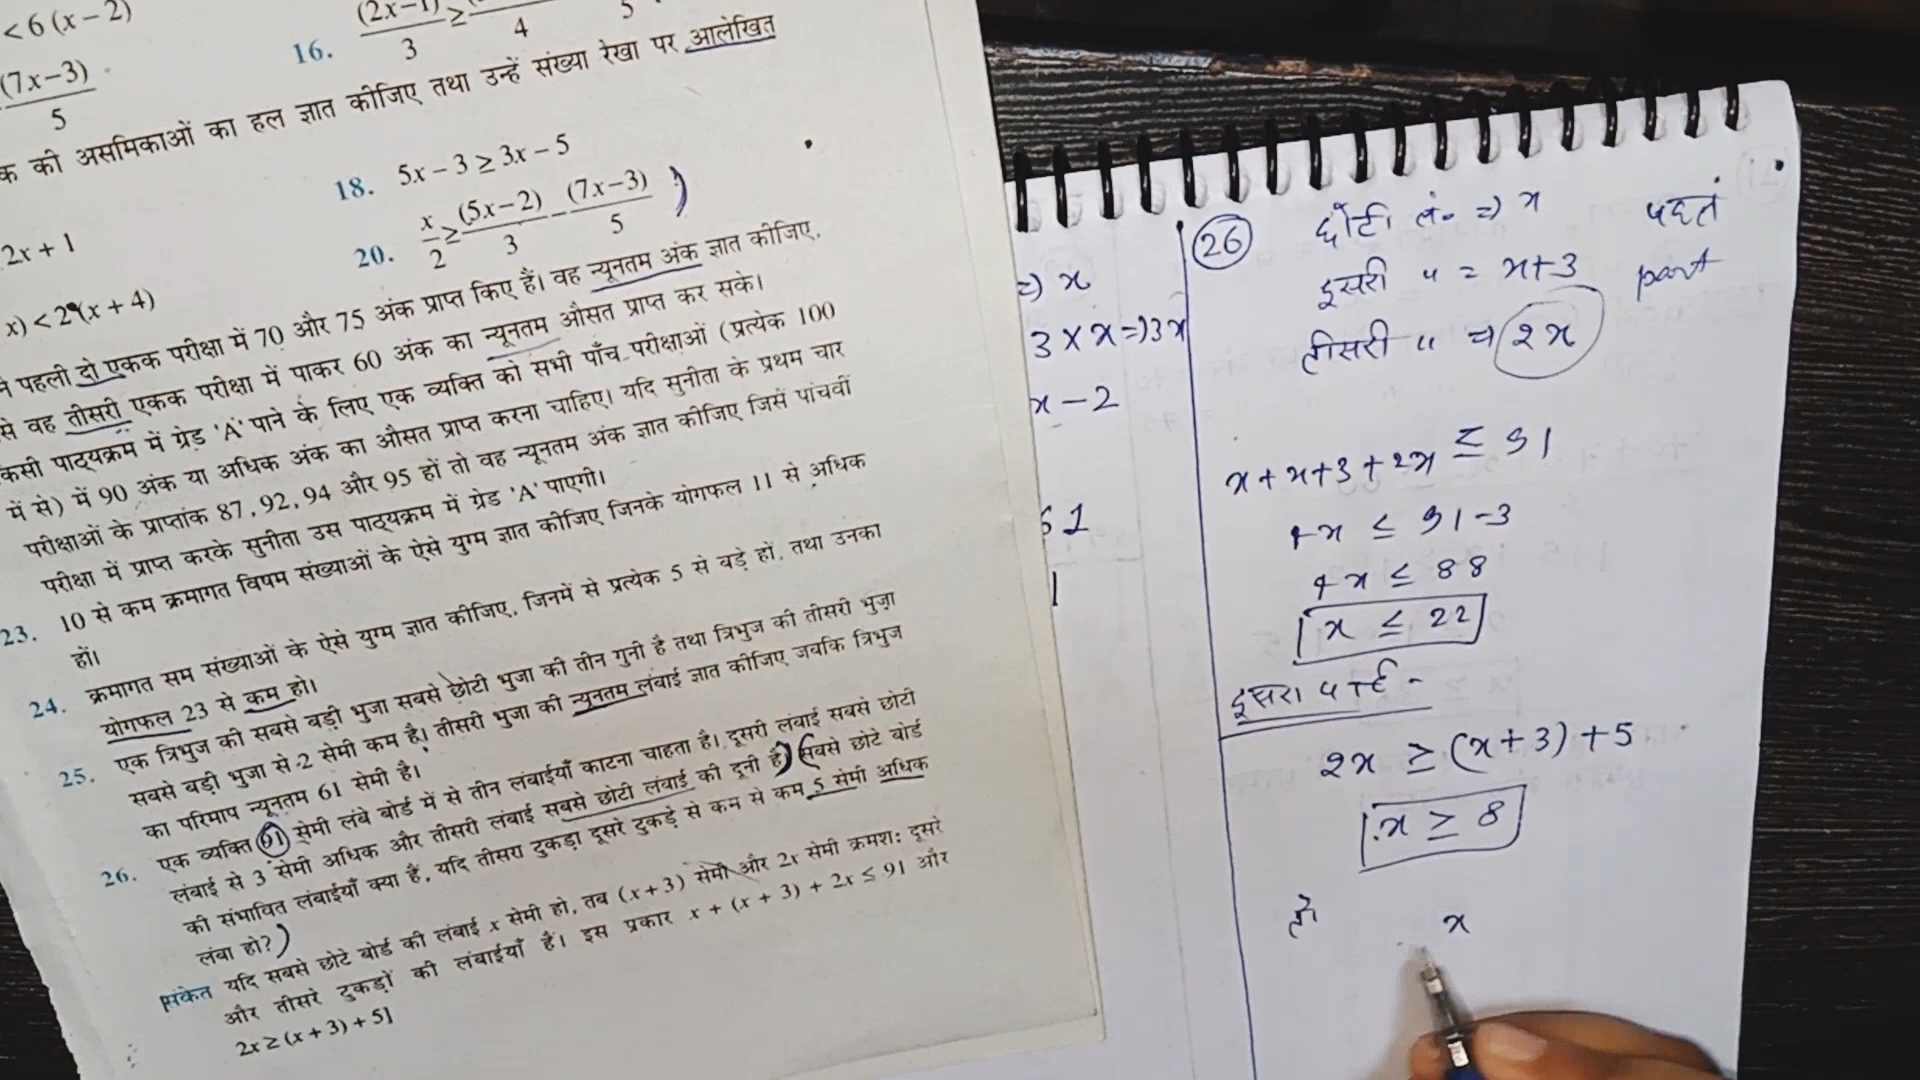 < 6 (x – 2)
16. (2x–1)/3 ≥ /4 5
(7x–3)/5
क की असमिकाओं का हल ज्ञात कीजिए तथा उन्हें संख्या रेखा पर आलेखित
18. 5x – 3 ≥ 3x – 5
2x + 1
20. x/2 ≥ (5x–2)/3 – (7x–3)/5
x) < 2 (x + 4)
ने पहली दो एकक परीक्षा में 70 और 75 अंक प्राप्त किए हैं। वह न्यूनतम अंक ज्ञात कीजिए,
से वह तीसरी एकक परीक्षा में पाकर 60 अंक का न्यूनतम औसत प्राप्त कर सके।
किसी पाठ्यक्रम में ग्रेड 'A' पाने के लिए एक व्यक्ति को सभी पाँच परीक्षाओं (प्रत्येक 100
में से) में 90 अंक या अधिक अंक का औसत प्राप्त करना चाहिए। यदि सुनीता के प्रथम चार
परीक्षाओं के प्राप्तांक 87, 92, 94 और 95 हों तो वह न्यूनतम अंक ज्ञात कीजिए जिसें पांचवीं
परीक्षा में प्राप्त करके सुनीता उस पाठ्यक्रम में ग्रेड 'A' पाएगी।
23. 10 से कम क्रमागत विषम संख्याओं के ऐसे युग्म ज्ञात कीजिए जिनके योगफल 11 से अधिक
हों।
24. क्रमागत सम संख्याओं के ऐसे युग्म ज्ञात कीजिए, जिनमें से प्रत्येक 5 से बड़े हों, तथा उनका
योगफल 23 से कम हो।
25. एक त्रिभुज की सबसे बड़ी भुजा सबसे छोटी भुजा की तीन गुनी है तथा त्रिभुज की तीसरी भुजा
सबसे बड़ी भुजा से 2 सेमी कम है। तीसरी भुजा की न्यूनतम लंबाई ज्ञात कीजिए जबकि त्रिभुज
का परिमाप न्यूनतम 61 सेमी है।
26. एक व्यक्ति 91 सेमी लंबे बोर्ड में से तीन लंबाईयाँ काटना चाहता है। दूसरी लंबाई सबसे छोटी
लंबाई से 3 सेमी अधिक और तीसरी लंबाई सबसे छोटी लंबाई की दूनी है। सबसे छोटे बोर्ड
की संभावित लंबाईयाँ क्या हैं, यदि तीसरा टुकड़ा दूसरे टुकड़े से कम से कम 5 सेमी अधिक
लंबा हो?
संकेत यदि सबसे छोटे बोर्ड की लंबाई x सेमी हो, तब (x + 3) सेमी और 2x सेमी क्रमशः दूसरे
और तीसरे टुकड़ों की लंबाईयाँ हैं। इस प्रकार x + (x + 3) + 2x ≤ 91 और
2x ≥ (x + 3) + 5]
=) x
3 × x =) 3x
x – 2
61
1
26 छोटी लं. =) x
दूसरी " = x+3
part
तीसरी " => 2x
x + x+3 + 2x ≤ 91
4x ≤ 91-3
4x ≤ 88
x ≤ 22
दूसरा पार्ट -
2x ≥ (x+3) +5
x ≥ 8
तो x